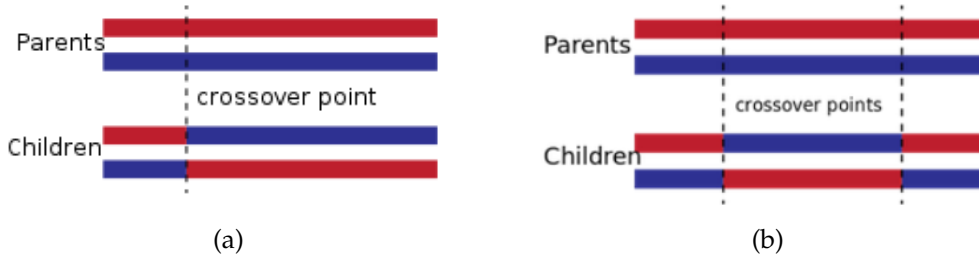 Parents
crossover point
Children
(a)
Parents
crossover points
Children
(b)